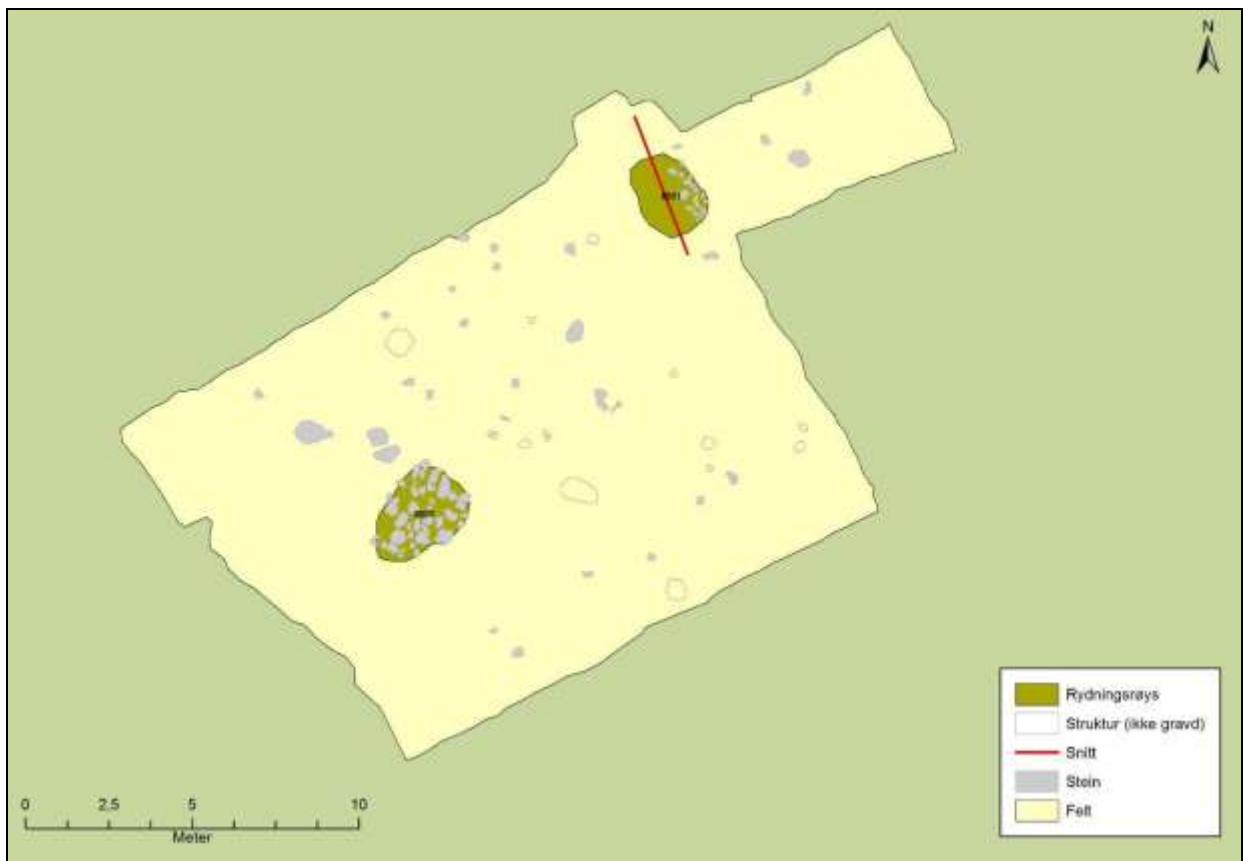 N
Rydningsrøys
Struktur (ikke gravd)
Snitt
Stein
Felt
0 2.5 5 10
Meter